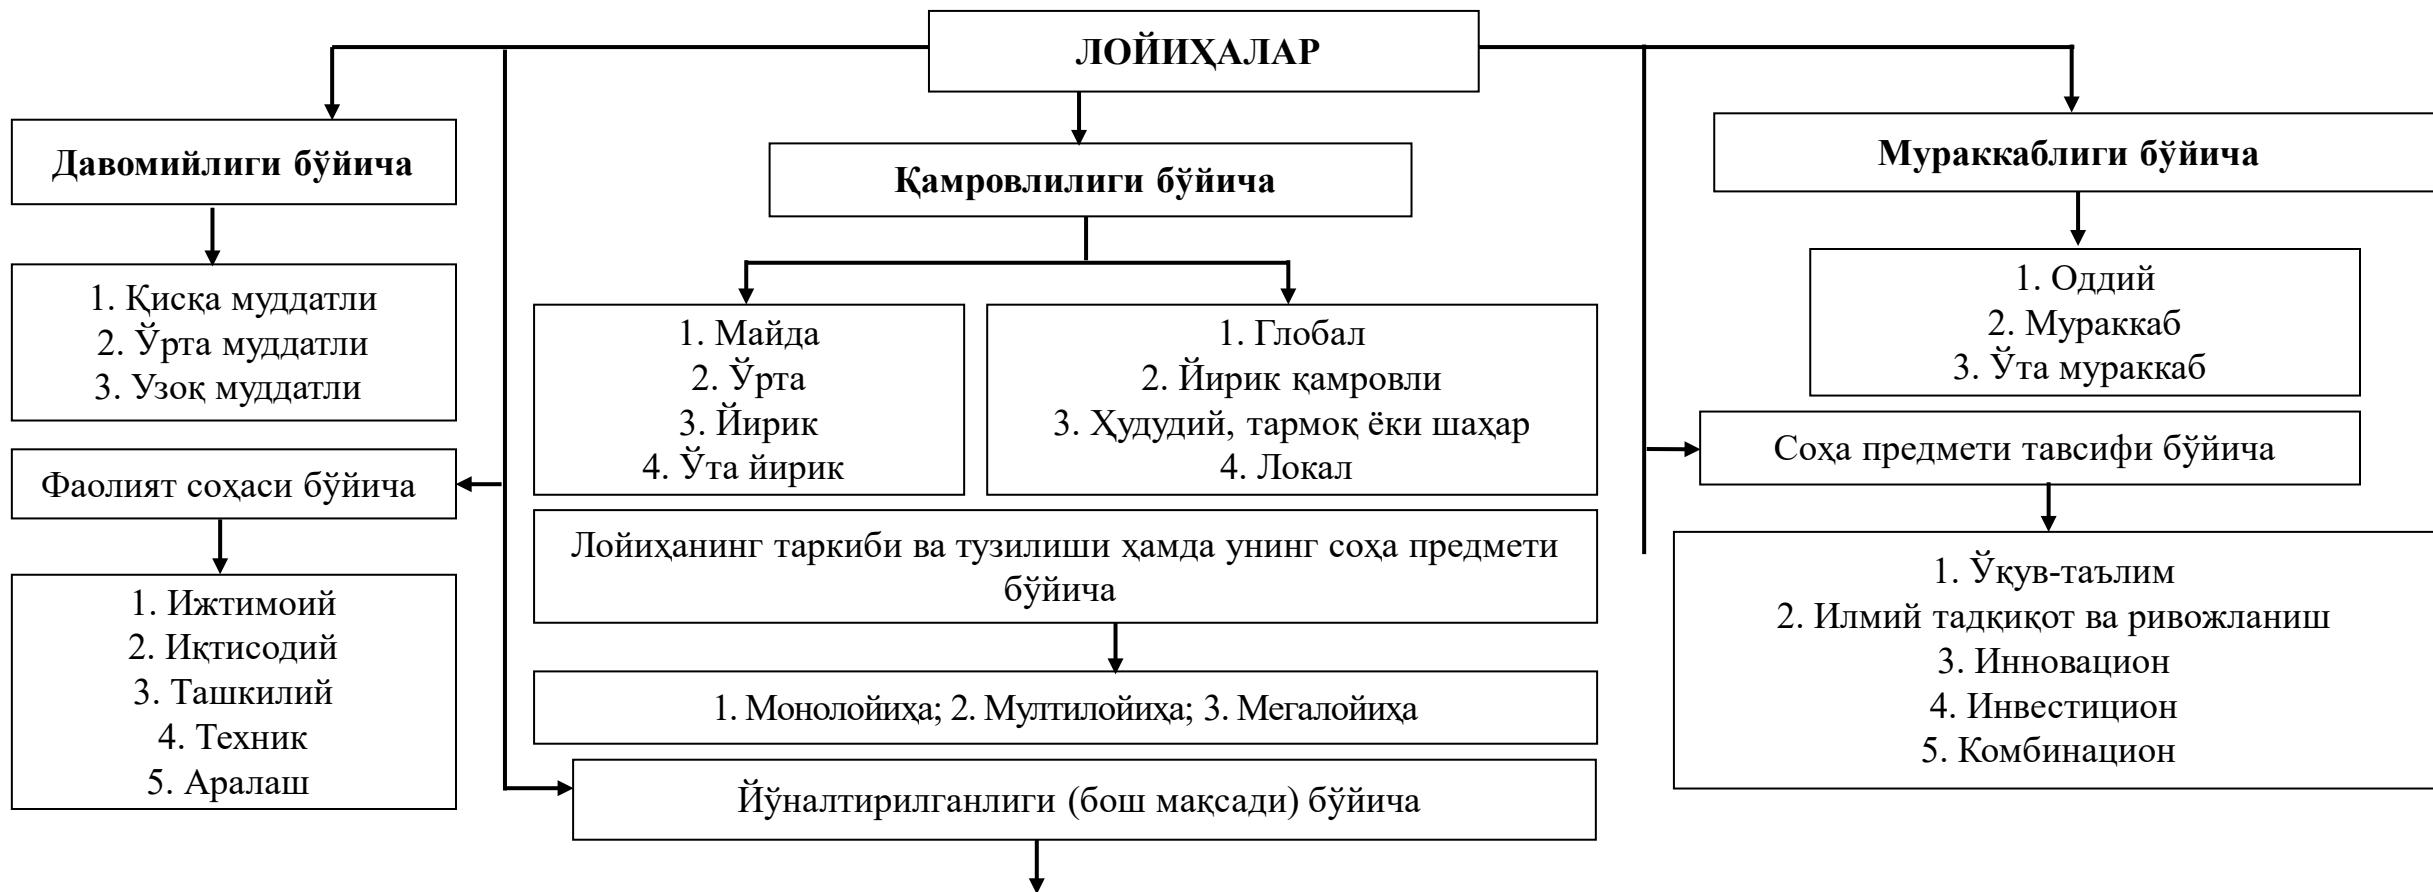 ЛОЙИҲАЛАР
Давомийлиги бўйича
Қамровлилиги бўйича
Мураккаблиги бўйича
1. Қисқа муддатли
2. Ўрта муддатли
3. Узоқ муддатли
1. Майда
2. Ўрта
3. Йирик
4. Ўта йирик
1. Глобал
2. Йирик қамровли
3. Ҳудудий, тармоқ ёки шаҳар
4. Локал
1. Оддий
2. Мураккаб
3. Ўта мураккаб
Фаолият соҳаси бўйича
Соҳа предмети тавсифи бўйича
Лойиҳанинг таркиби ва тузилиши ҳамда унинг соҳа предмети
бўйича
1. Ижтимоий
2. Иқтисодий
3. Ташкилий
4. Техник
5. Аралаш
1. Монолойиҳа; 2. Мултилойиҳа; 3. Мегалойиҳа
1. Ўқув-таълим
2. Илмий тадқиқот ва ривожланиш
3. Инновацион
4. Инвестицион
5. Комбинацион
Йўналтирилганлиги (бош мақсади) бўйича